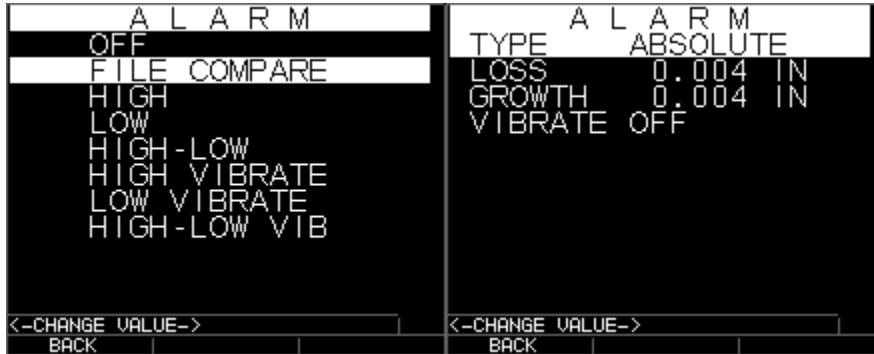 A L A R M
OFF
FILE COMPARE
HIGH
LOW
HIGH-LOW
HIGH VIBRATE
LOW VIBRATE
HIGH-LOW VIB
<-CHANGE VALUE->
BACK
A L A R M
TYPE ABSOLUTE
LOSS 0.004 IN
GROWTH 0.004 IN
VIBRATE OFF
<-CHANGE VALUE->
BACK